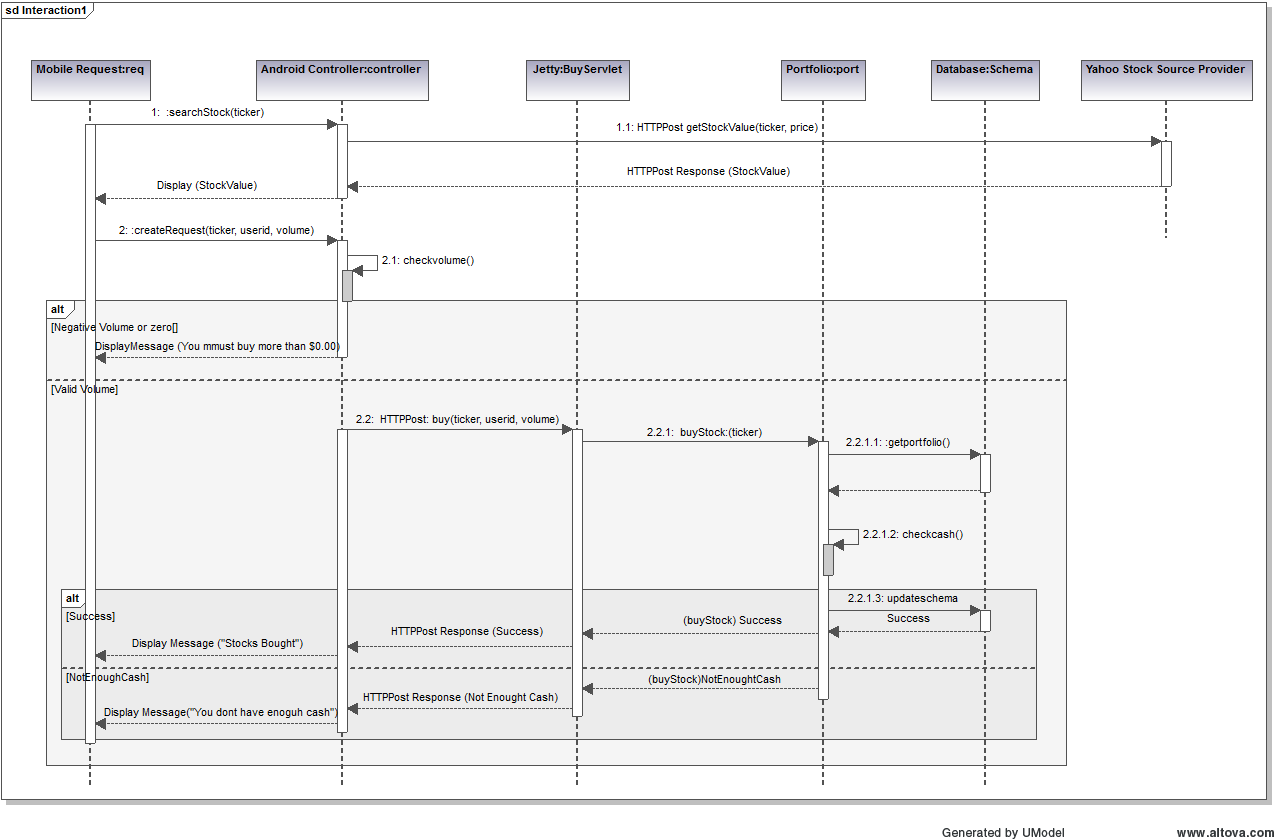 sd Interaction1
Mobile Request:req
Android Controller:controller
Jetty:BuyServlet
Portfolio:port
Database:Schema
Yahoo Stock Source Provider
1: :searchStock(ticker)
1.1: HTTPPost getStockValue(ticker, price)
HTTPPost Response (StockValue)
Display (StockValue)
2: :createRequest(ticker, userid, volume)
2.1: checkvolume()
alt
[Negative Volume or zero[]
DisplayMessage (You mmust buy more than $0.00)
[Valid Volume]
2.2: HTTPPost: buy(ticker, userid, volume)
2.2.1: buyStock:(ticker)
2.2.1.1: :getportfolio()
2.2.1.2: checkcash()
alt
2.2.1.3: updateschema
[Success]
(buyStock) Success
Success
HTTPPost Response (Success)
Display Message ("Stocks Bought")
[NotEnoughCash]
(buyStock)NotEnoughtCash
HTTPPost Response (Not Enought Cash)
Display Message("You dont have enoguh cash")
Generated by UModel
www.altova.com